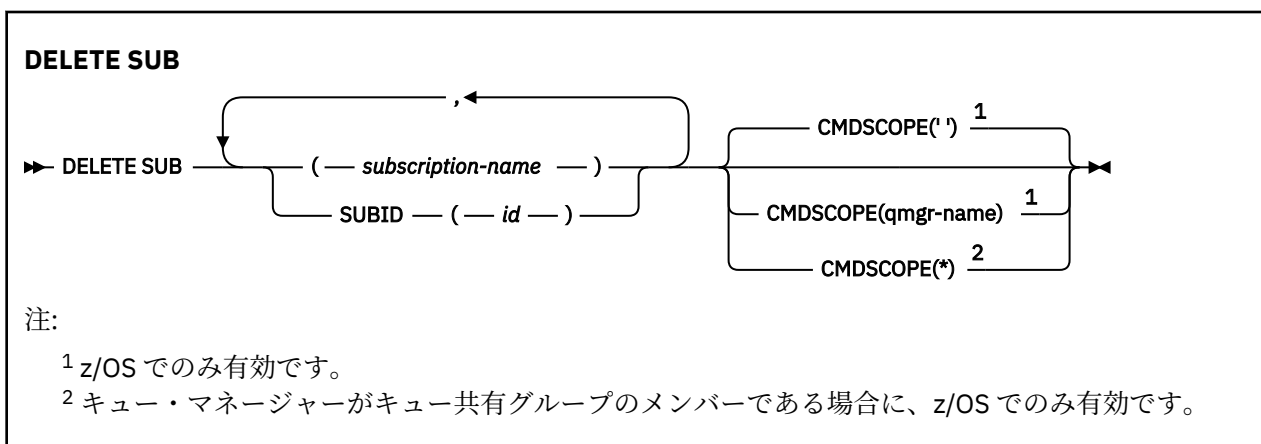 DELETE SUB
,
DELETE SUB ( subscription-name ) CMDSCOPE(' ') 1
SUBID ( id ) CMDSCOPE(qmgr-name) 1
CMDSCOPE(*) 2
注:
1 z/OS でのみ有効です。
2 キュー・マネージャーがキュー共有グループのメンバーである場合に、z/OS でのみ有効です。